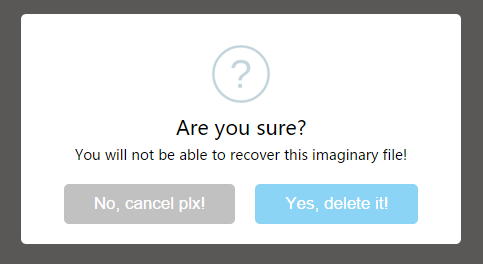 ?
Are you sure?
You will not be able to recover this imaginary file!
No, cancel plx!
Yes, delete it!